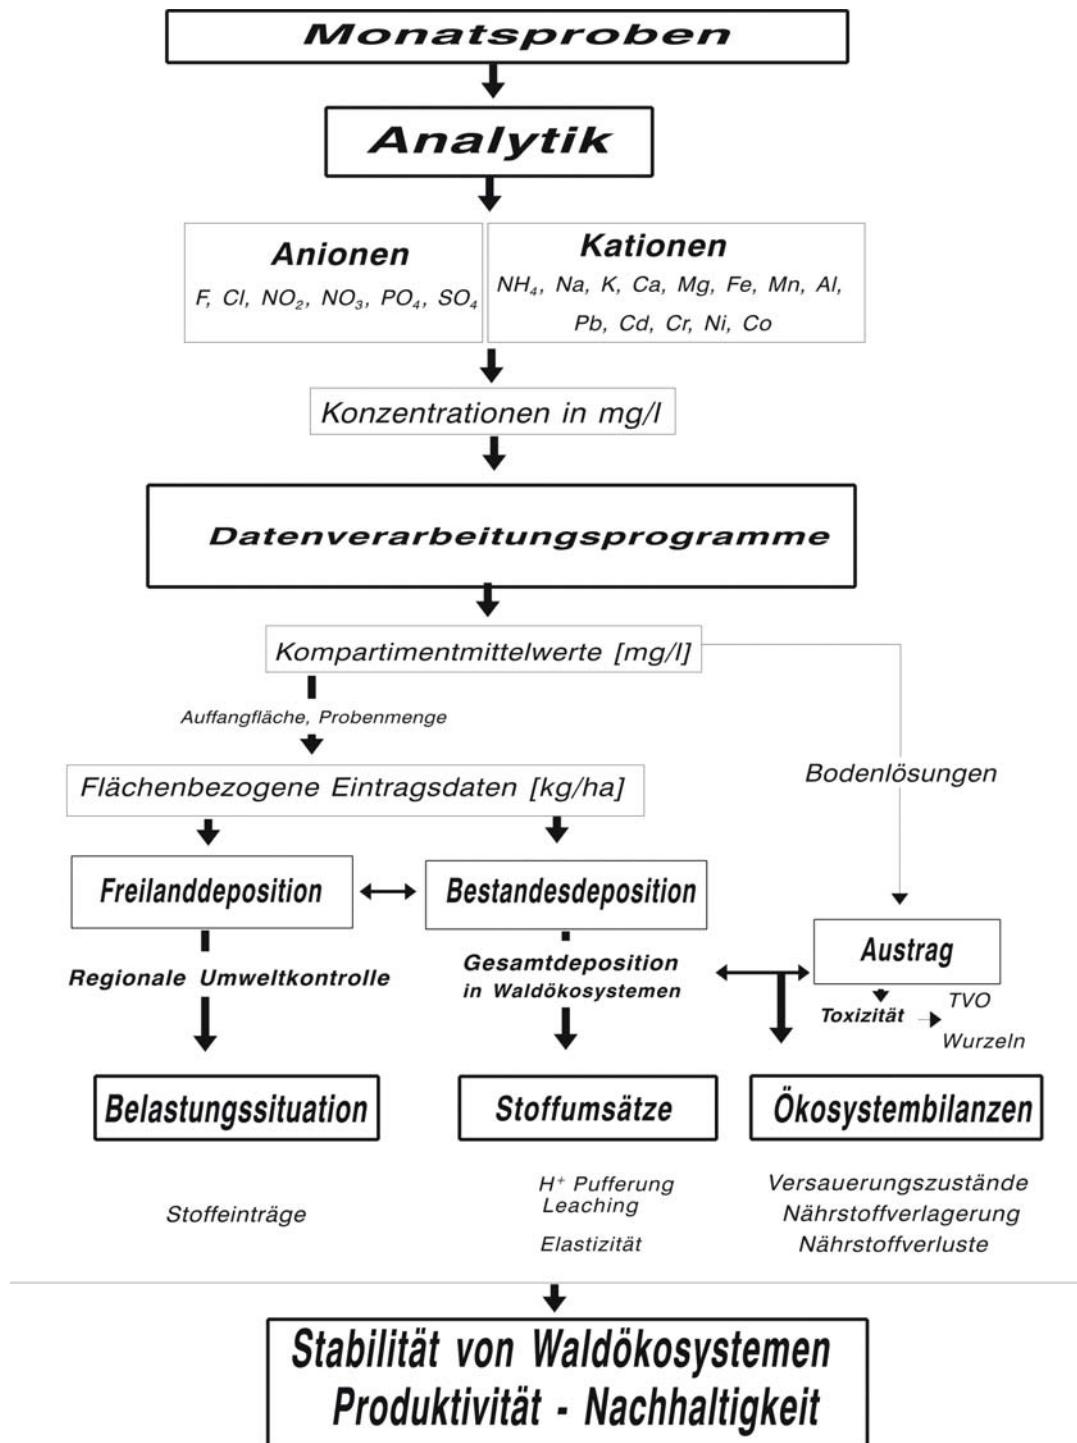 Monatsproben
Analytik
Anionen
F, Cl, NO₂, NO₃, PO₄, SO₄
Kationen
NH₄, Na, K, Ca, Mg, Fe, Mn, Al,
Pb, Cd, Cr, Ni, Co
Konzentrationen in mg/l
Datenverarbeitungsprogramme
Kompartimentmittelwerte [mg/l]
Auffangfläche, Probenmenge
Flächenbezogene Eintragsdaten [kg/ha]
Bodenlösungen
Freilanddeposition
Bestandesdeposition
Austrag
Regionale Umweltkontrolle
Gesamtdeposition
in Waldökosystemen
Toxizität
TVO
Wurzeln
Belastungssituation
Stoffumsätze
Ökosystembilanzen
Stoffeinträge
H⁺ Pufferung
Leaching
Elastizität
Versauerungszustände
Nährstoffverlagerung
Nährstoffverluste
Stabilität von Waldökosystemen
Produktivität - Nachhaltigkeit